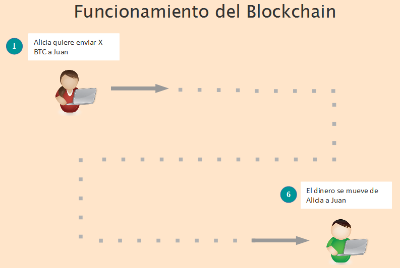 Funcionamiento del Blockchain
1
Alicia quiere enviar X
BTC a Juan
6
El dinero se mueve de
Alicia a Juan